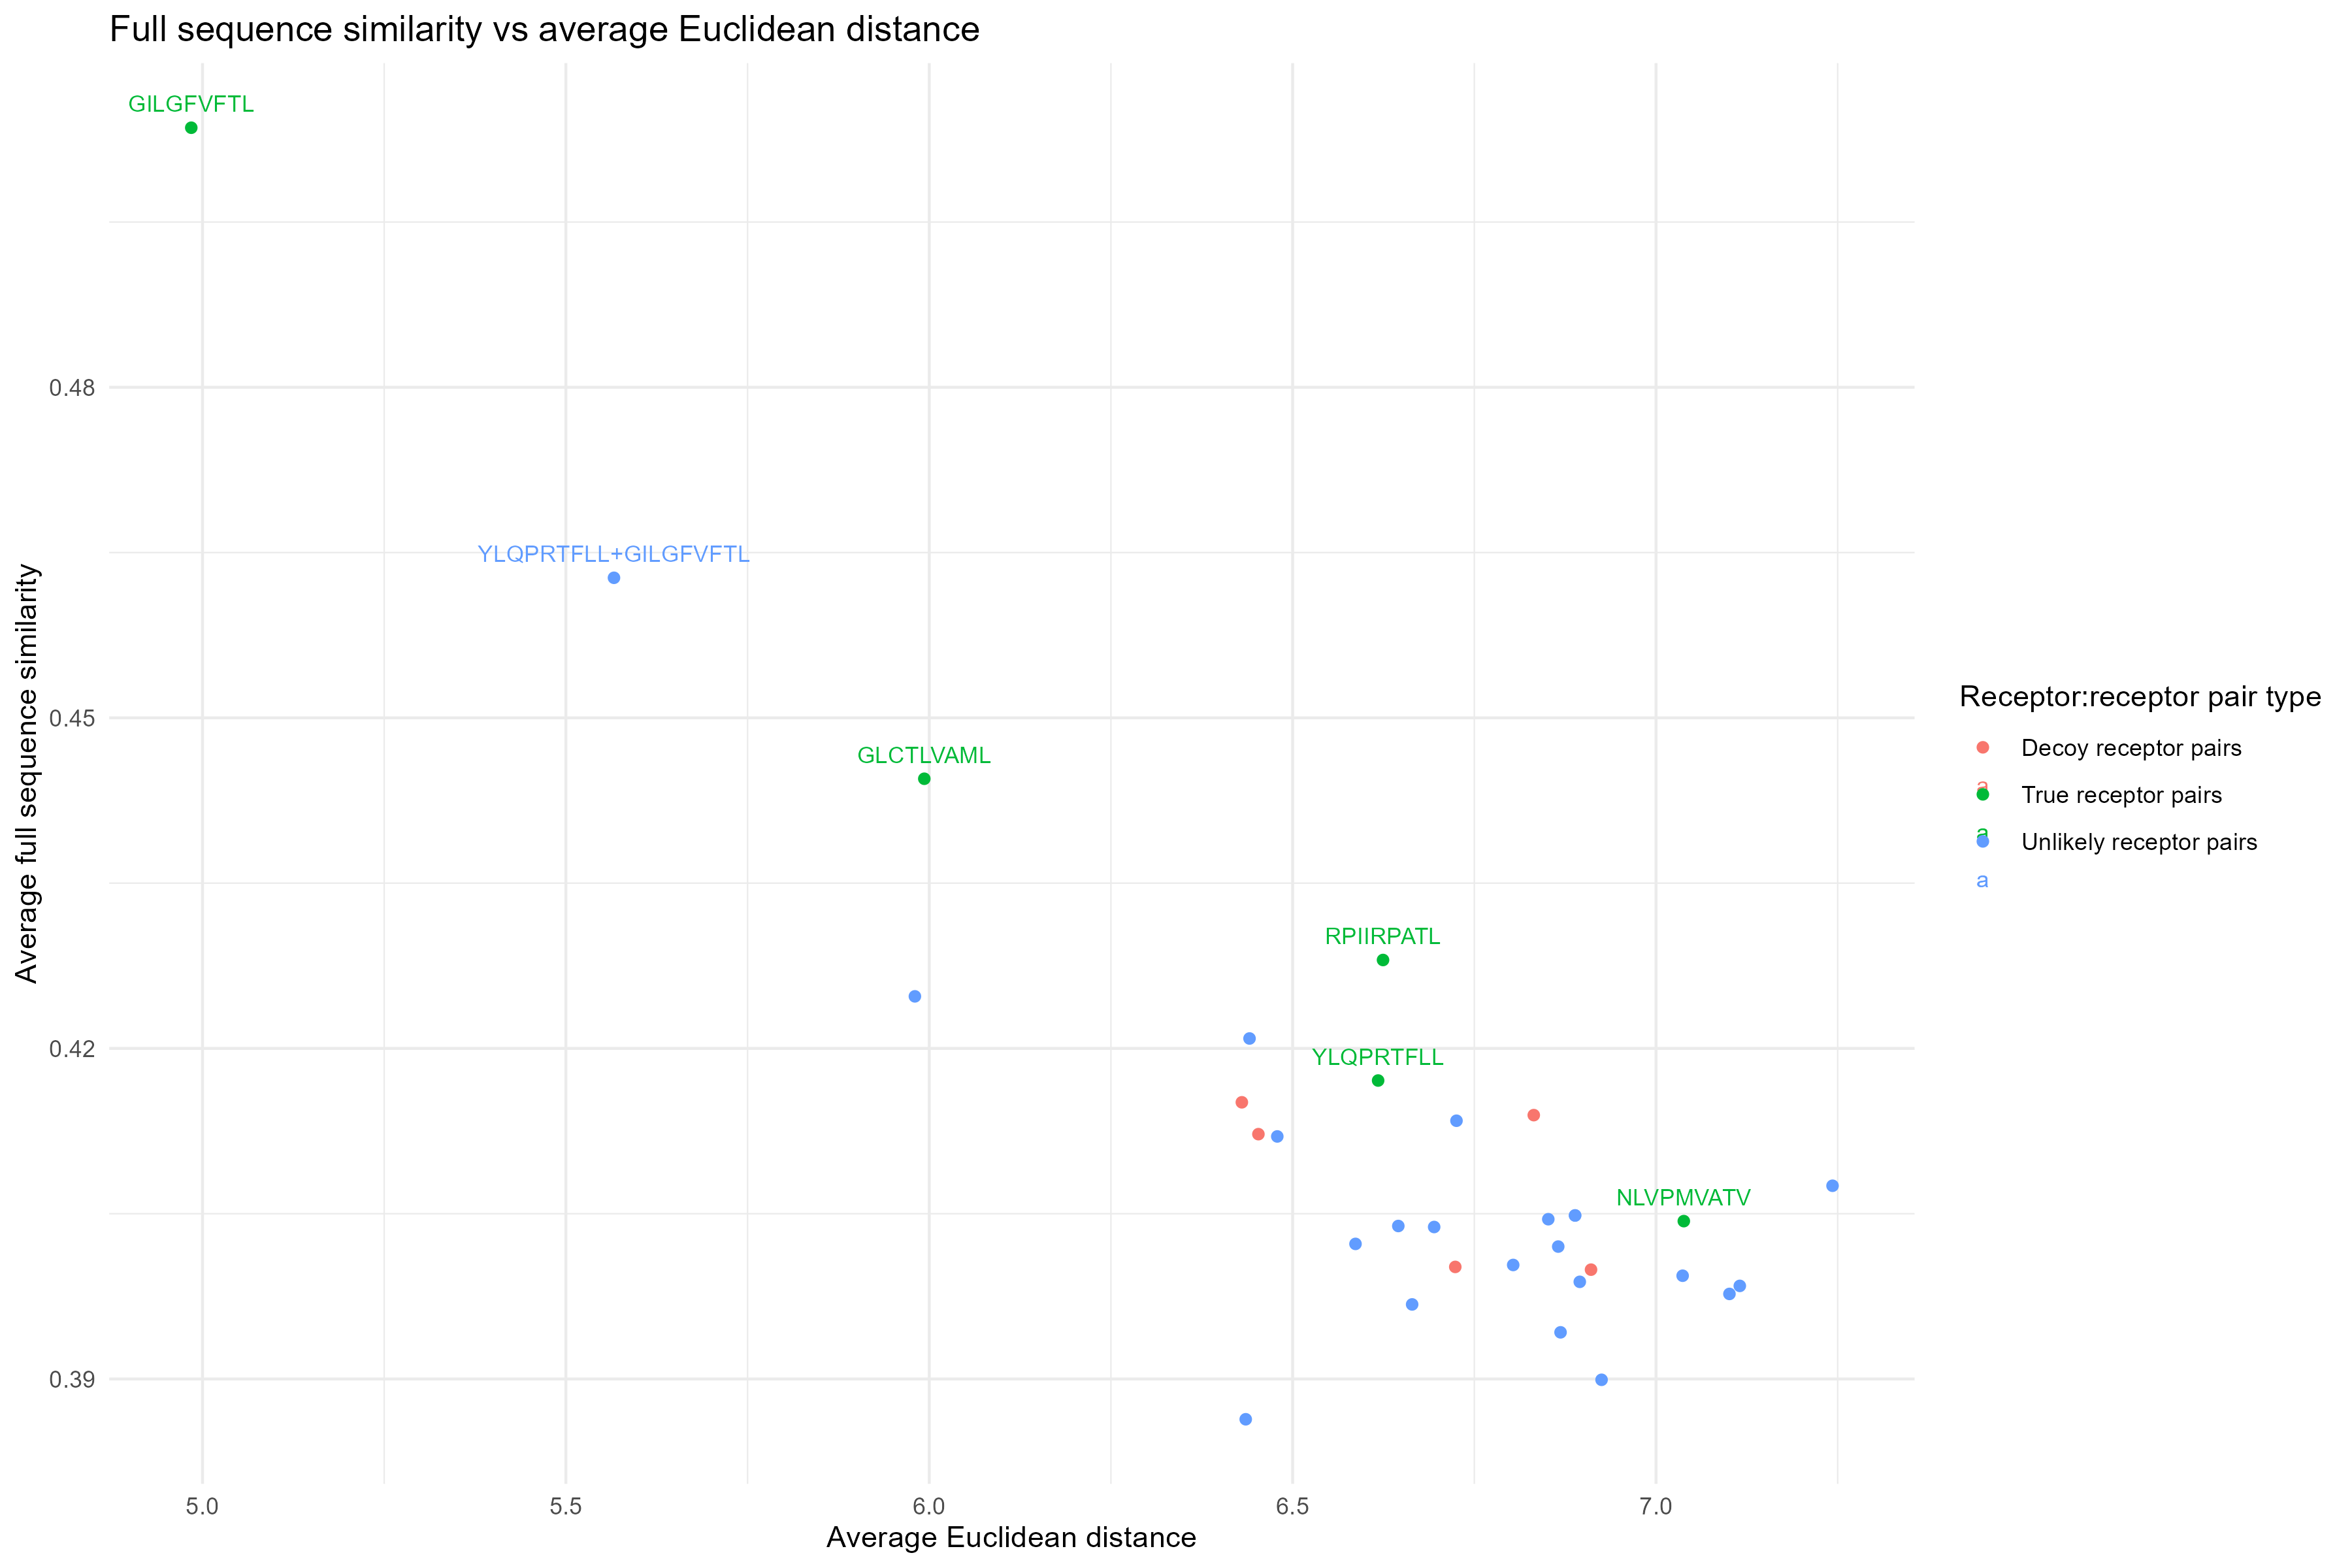 Full sequence similarity vs average Euclidean distance
GILGFVFTL
0.48
YLQPRTFLL+GILGFVFTL
0.45
GLCTLVAML
RPIIRPATL
0.42
YLQPRTFLL
NLVPMVATV
0.39
5.0 5.5 6.0 6.5 7.0
Average Euclidean distance
Average full sequence similarity
Receptor:receptor pair type
Decoy receptor pairs
a
True receptor pairs
a
Unlikely receptor pairs
a